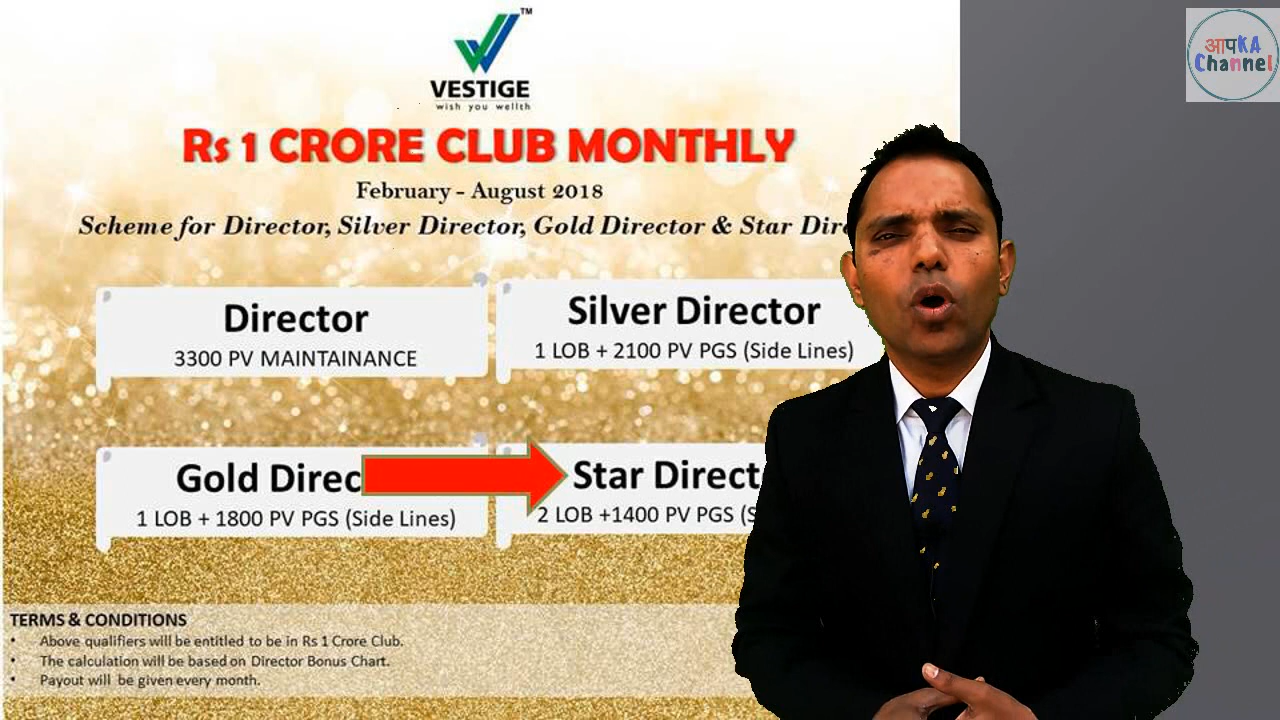 आपKA
Channel
TM
VESTIGE
wish you wellth
Rs 1 CRORE CLUB MONTHLY
February - August 2018
Scheme for Director, Silver Director, Gold Director & Star Dire
Director
3300 PV MAINTAINANCE
Silver Director
1 LOB + 2100 PV PGS (Side Lines)
Gold Direc
1 LOB + 1800 PV PGS (Side Lines)
Star Direct
2 LOB +1400 PV PGS (S
TERMS & CONDITIONS
• Above qualifiers will be entitled to be in Rs 1 Crore Club.
• The calculation will be based on Director Bonus Chart.
• Payout will be given every month.